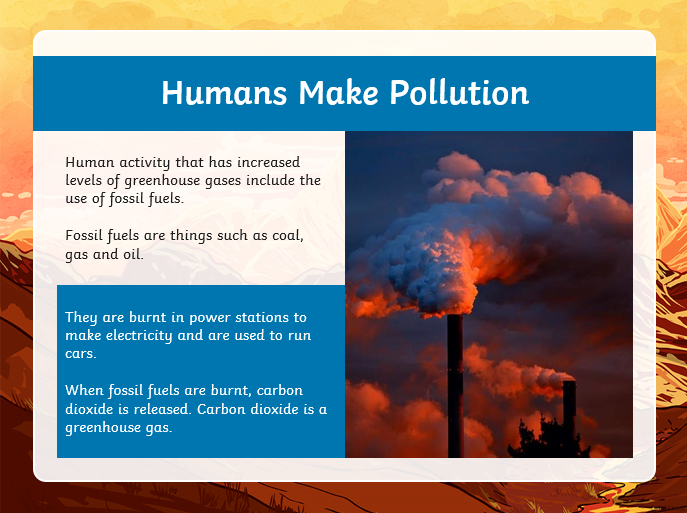 Humans Make Pollution
Human activity that has increased
levels of greenhouse gases include the
use of fossil fuels.
Fossil fuels are things such as coal,
gas and oil.
They are burnt in power stations to
make electricity and are used to run
cars.
When fossil fuels are burnt, carbon
dioxide is released. Carbon dioxide is a
greenhouse gas.